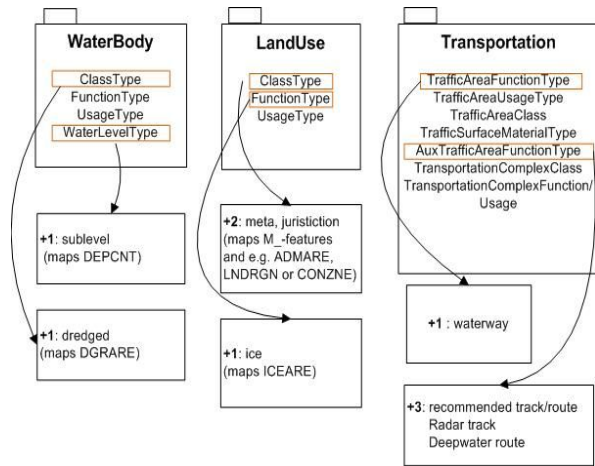 WaterBody
ClassType
FunctionType
UsageType
WaterLevelType
+1: sublevel
(maps DEPCNT)
+1: dredged
(maps DGRARE)
LandUse
ClassType
FunctionType
UsageType
+2: meta, juristiction
(maps M_-features
and e.g. ADMARE,
LNDRGN or CONZNE)
+1: ice
(maps ICEARE)
Transportation
TrafficAreaFunctionType
TrafficAreaUsageType
TrafficAreaClass
TrafficSurfaceMaterialType
AuxTrafficAreaFunctionType
TransportationComplexClass
TransportationComplexFunction/
Usage
+1 : waterway
+3: recommended track/route
Radar track
Deepwater route